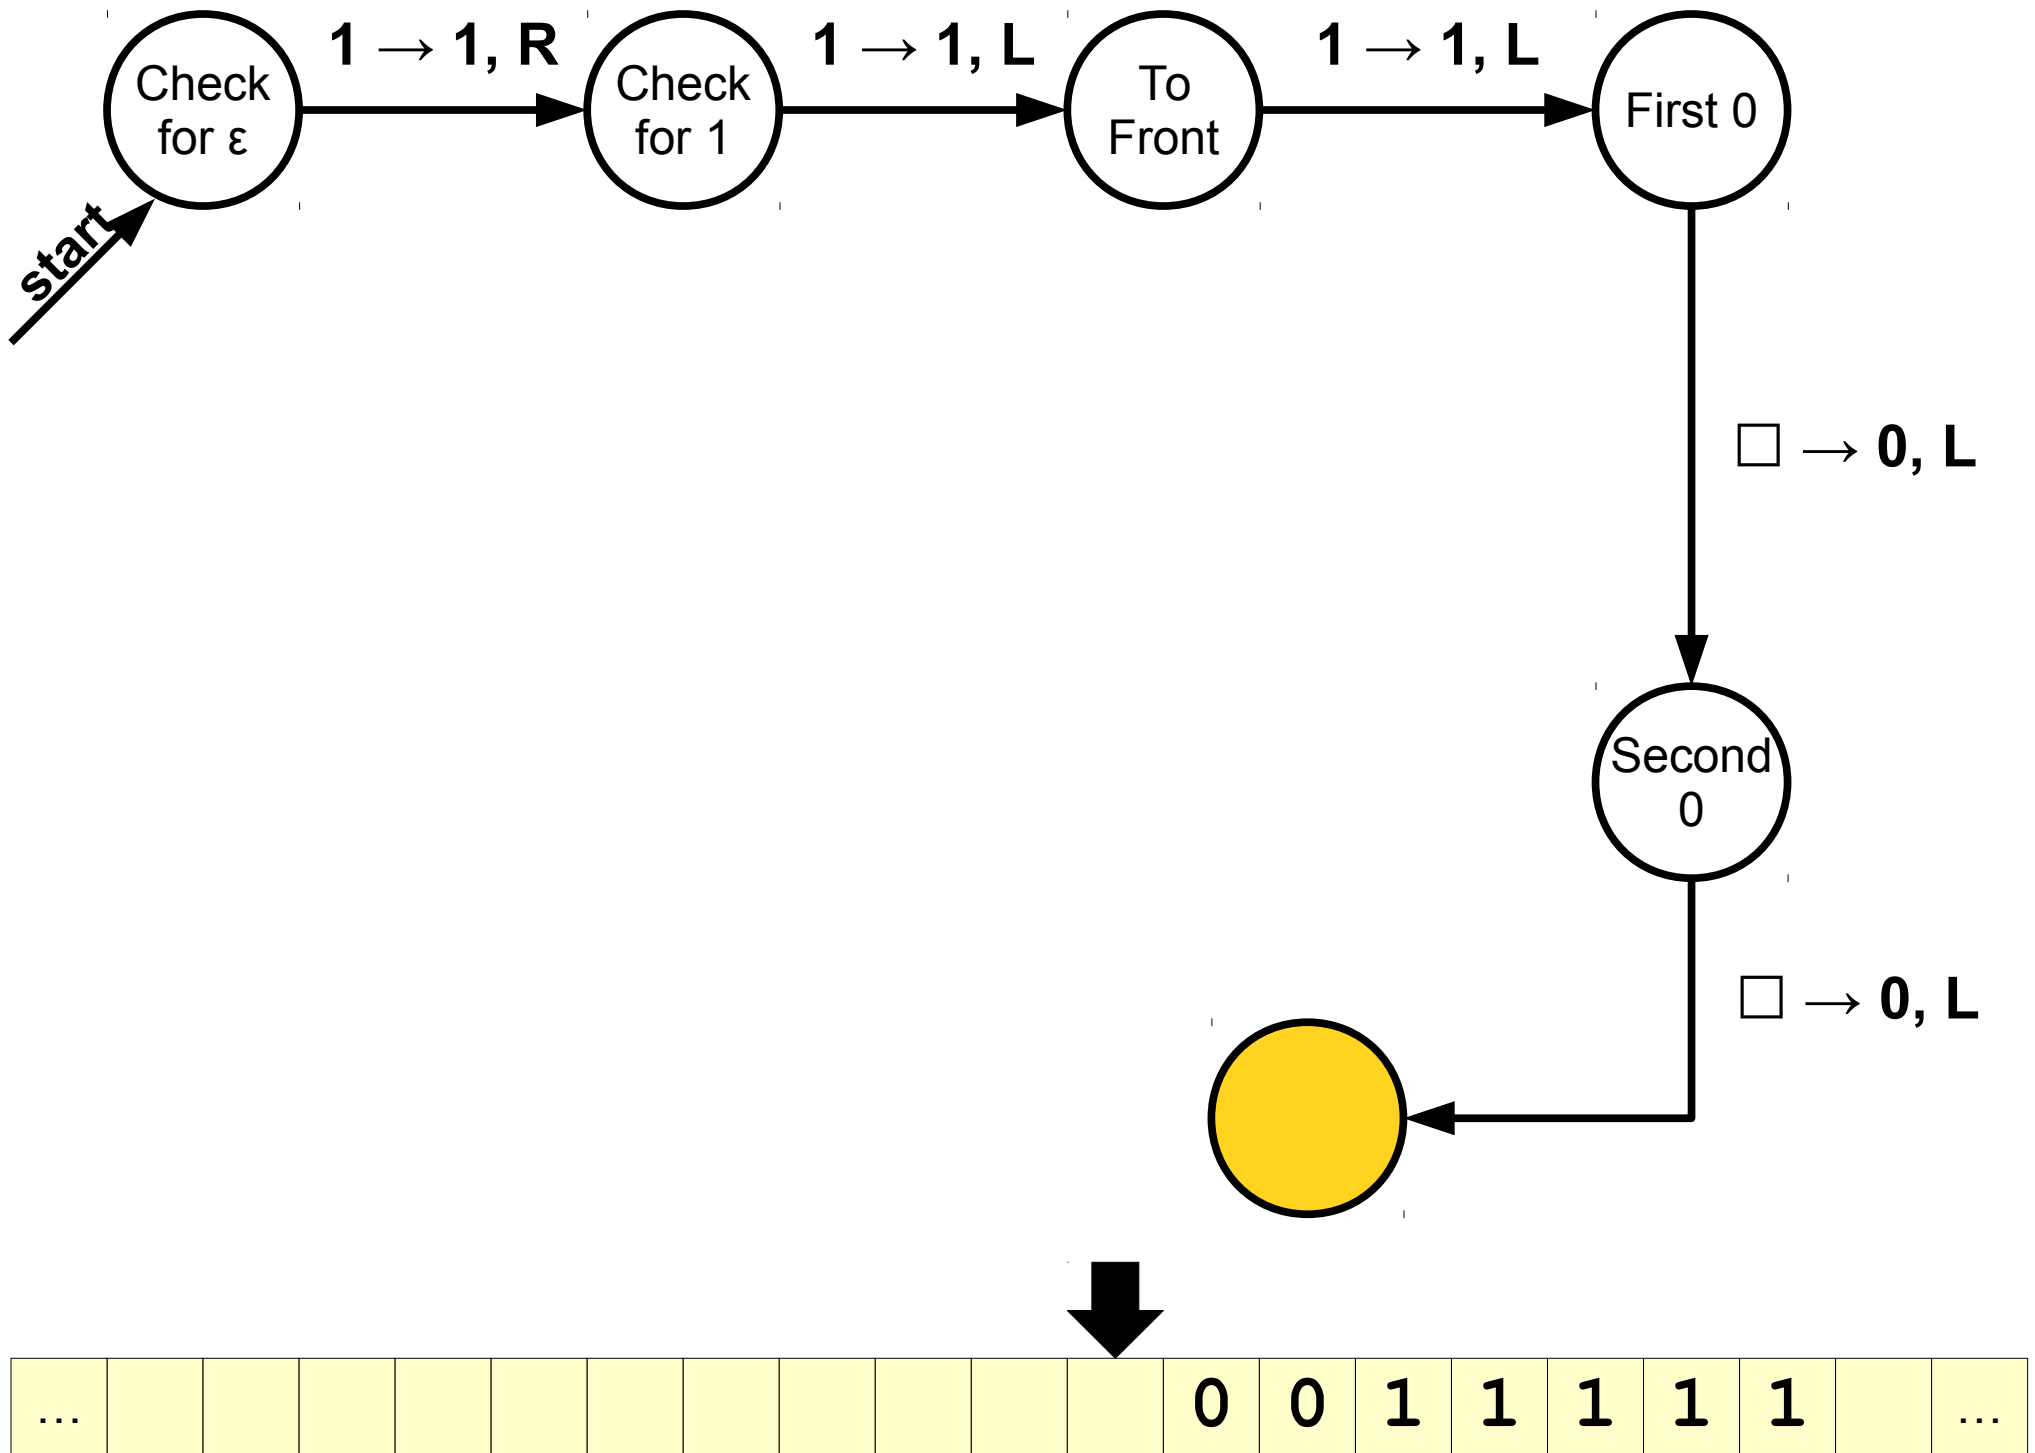 Check
for ε
1 → 1, R
Check
for 1
1 → 1, L
To
Front
1 → 1, L
First 0
start
□ → 0, L
Second
0
□ → 0, L
... 0 0 1 1 1 1 1 ...